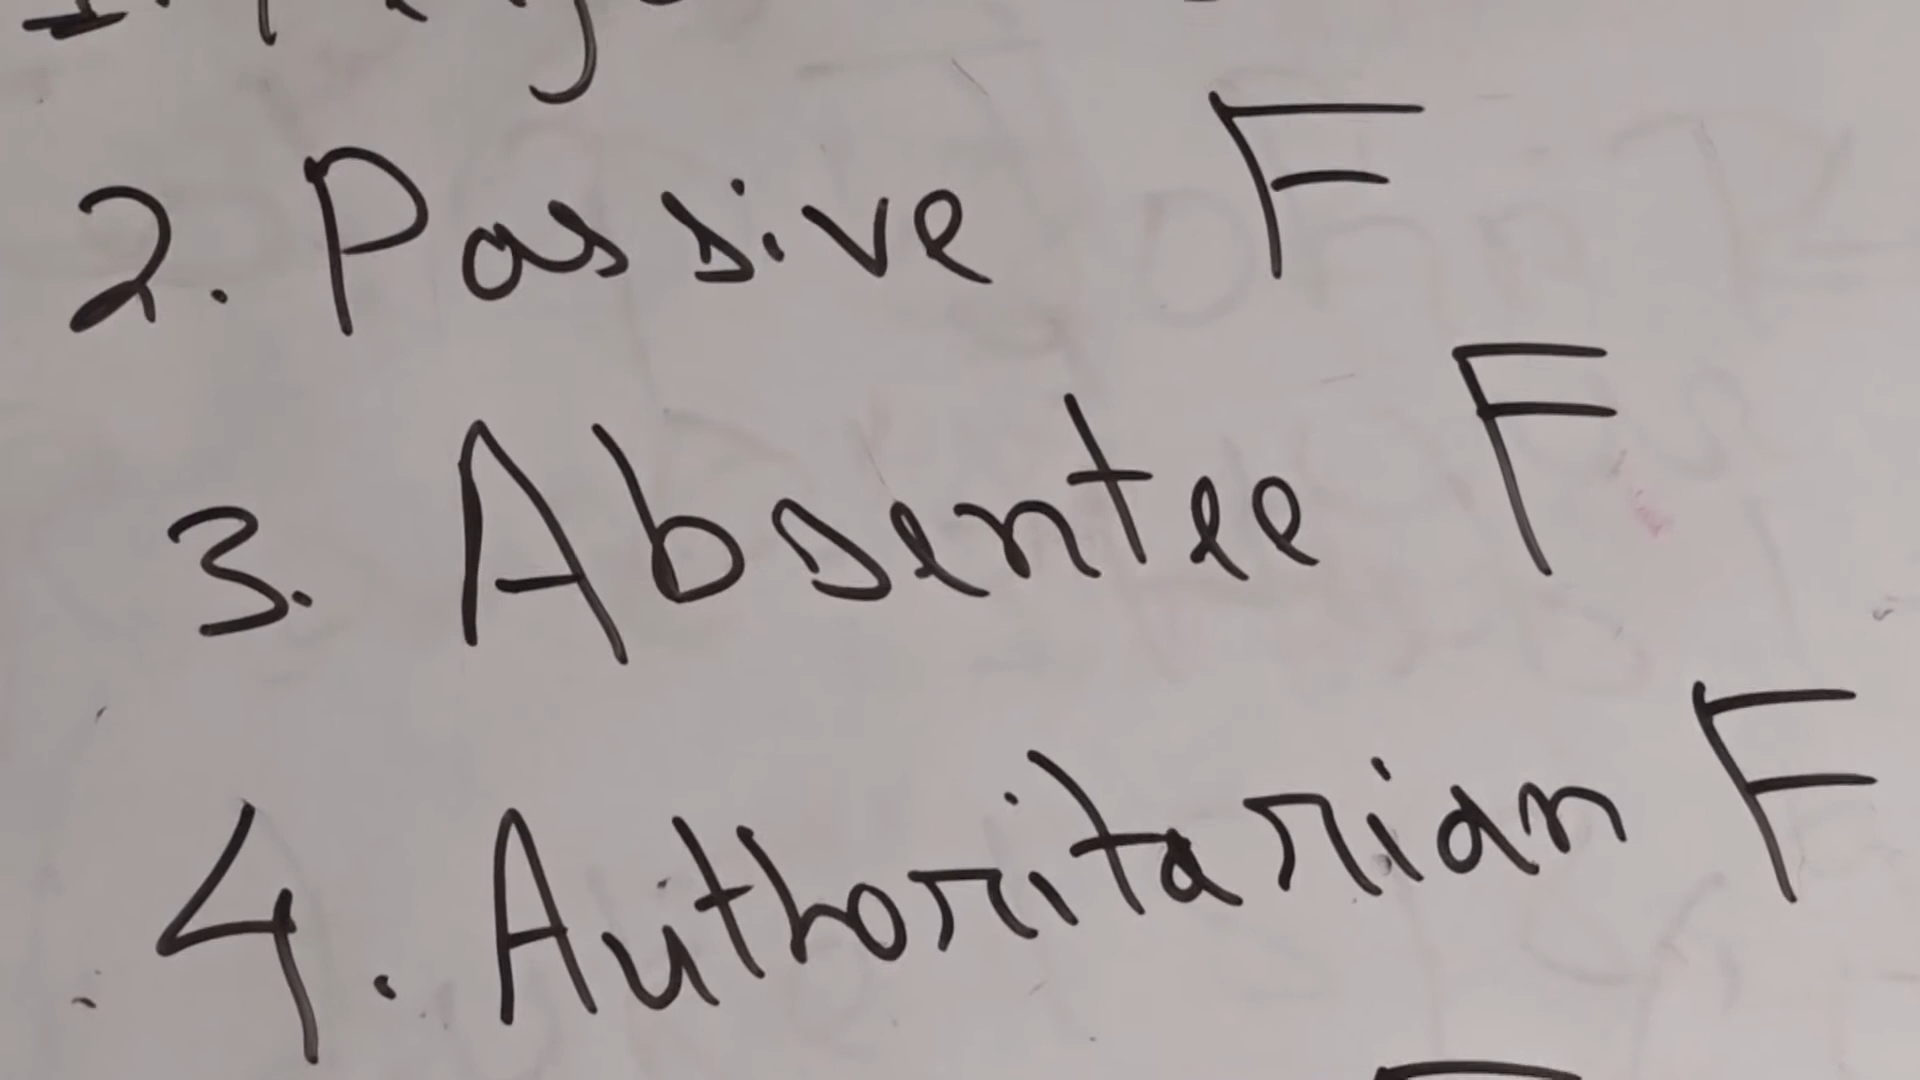 2. Passive F
3. Absentee F
4. Authoritarian F